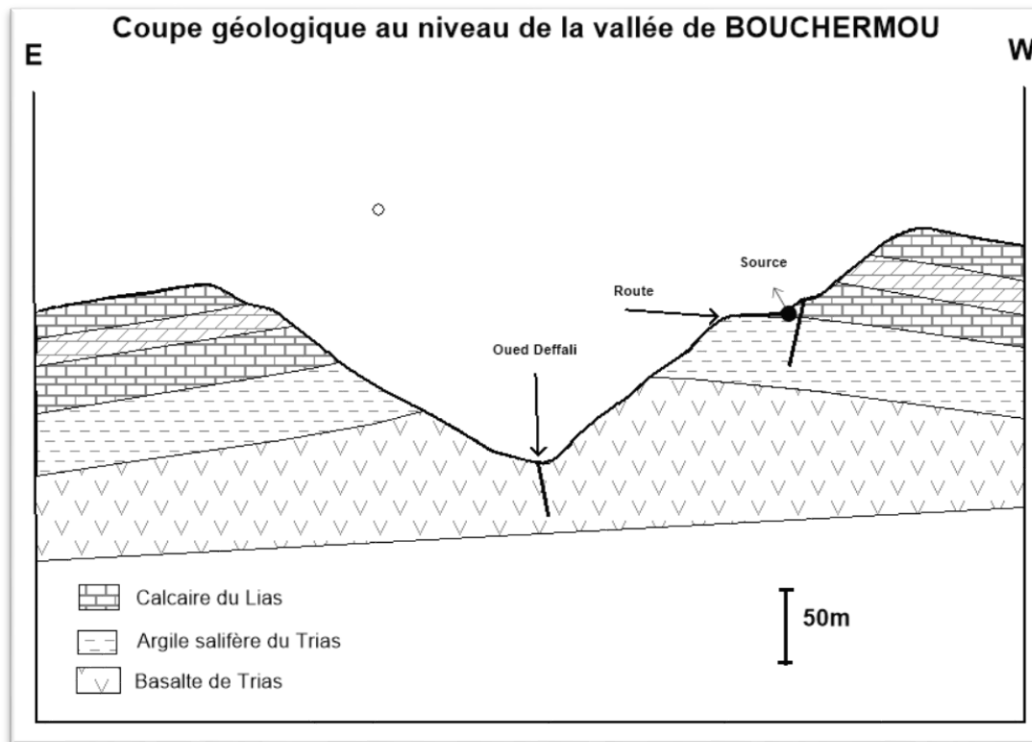 Coupe géologique au niveau de la vallée de BOUCHERMOU
E
W
Source
Route
Oued Deffali
Calcaire du Lias
Argile salifère du Trias
Basalte de Trias
50m